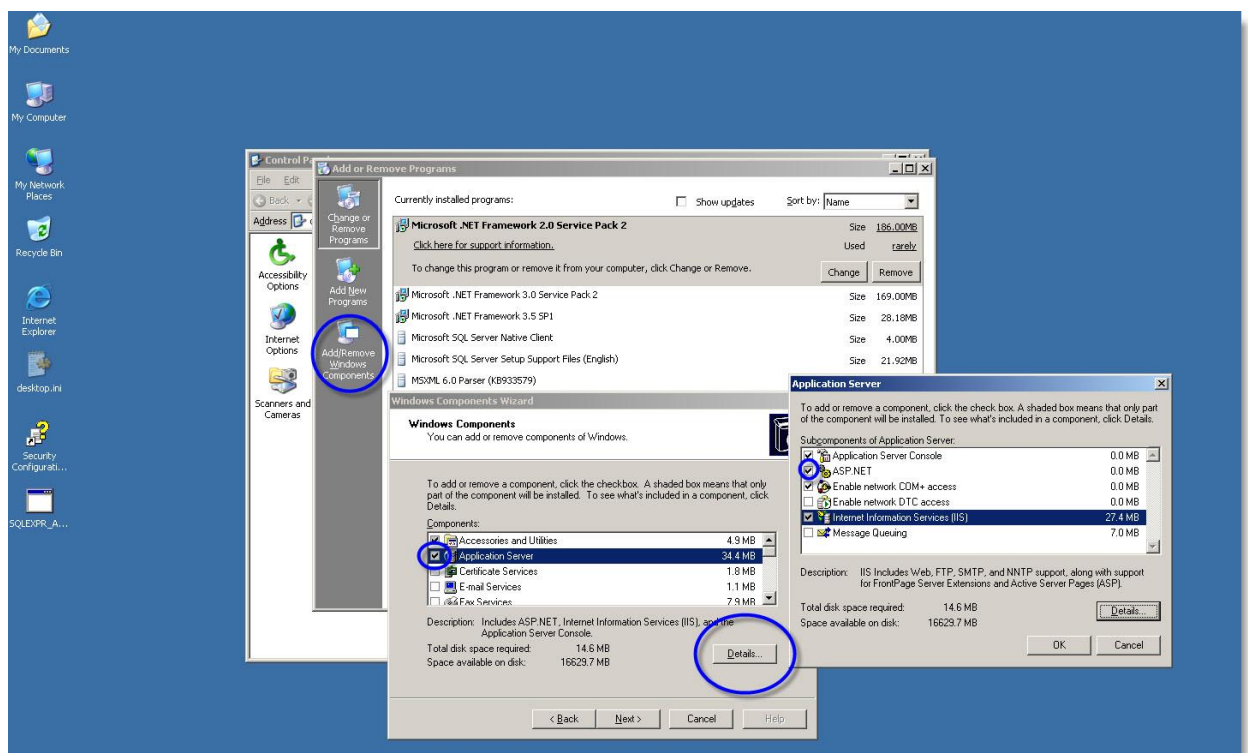 My Documents
My Computer
My Network
Places
Recycle Bin
Internet
Explorer
desktop.ini
Security
Configurati...
SQLEXPR_A...
Control
File Edit
Back
Address
Accessibility
Options
Internet
Options
Scanners and
Cameras
Add or Remove Programs
Change or
Remove
Programs
Add New
Programs
Add/Remove
Windows
Components
Currently installed programs:
Show updates
Sort by: Name
Microsoft .NET Framework 2.0 Service Pack 2 Size 186.00MB
Click here for support information. Used rarely
To change this program or remove it from your computer, click Change or Remove. Change Remove
Microsoft .NET Framework 3.0 Service Pack 2 Size 169.00MB
Microsoft .NET Framework 3.5 SP1 Size 28.18MB
Microsoft SQL Server Native Client Size 4.00MB
Microsoft SQL Server Setup Support Files (English) Size 21.92MB
MSXML 6.0 Parser (KB933579)
Windows Components Wizard
Windows Components
You can add or remove components of Windows.
To add or remove a component, click the checkbox. A shaded box means that only
part of the component will be installed. To see what's included in a component, click
Details.
Components:
Accessories and Utilities 4.9 MB
Application Server 34.4 MB
Certificate Services 1.8 MB
E-mail Services 1.1 MB
Fax Services 7.9 MB
Description: Includes ASP.NET, Internet Information Services (IIS), and the
Application Server Console.
Total disk space required: 14.6 MB
Space available on disk: 16629.7 MB
Details...
< Back Next > Cancel Help
Application Server
To add or remove a component, click the check box. A shaded box means that only part
of the component will be installed. To see what's included in a component, click Details.
Subcomponents of Application Server:
Application Server Console 0.0 MB
ASP.NET 0.0 MB
Enable network COM+ access 0.0 MB
Enable network DTC access 0.0 MB
Internet Information Services (IIS) 27.4 MB
Message Queuing 7.0 MB
Description: IIS Includes Web, FTP, SMTP, and NNTP support, along with support
for FrontPage Server Extensions and Active Server Pages (ASP).
Total disk space required: 14.6 MB
Space available on disk: 16629.7 MB
Details...
OK Cancel